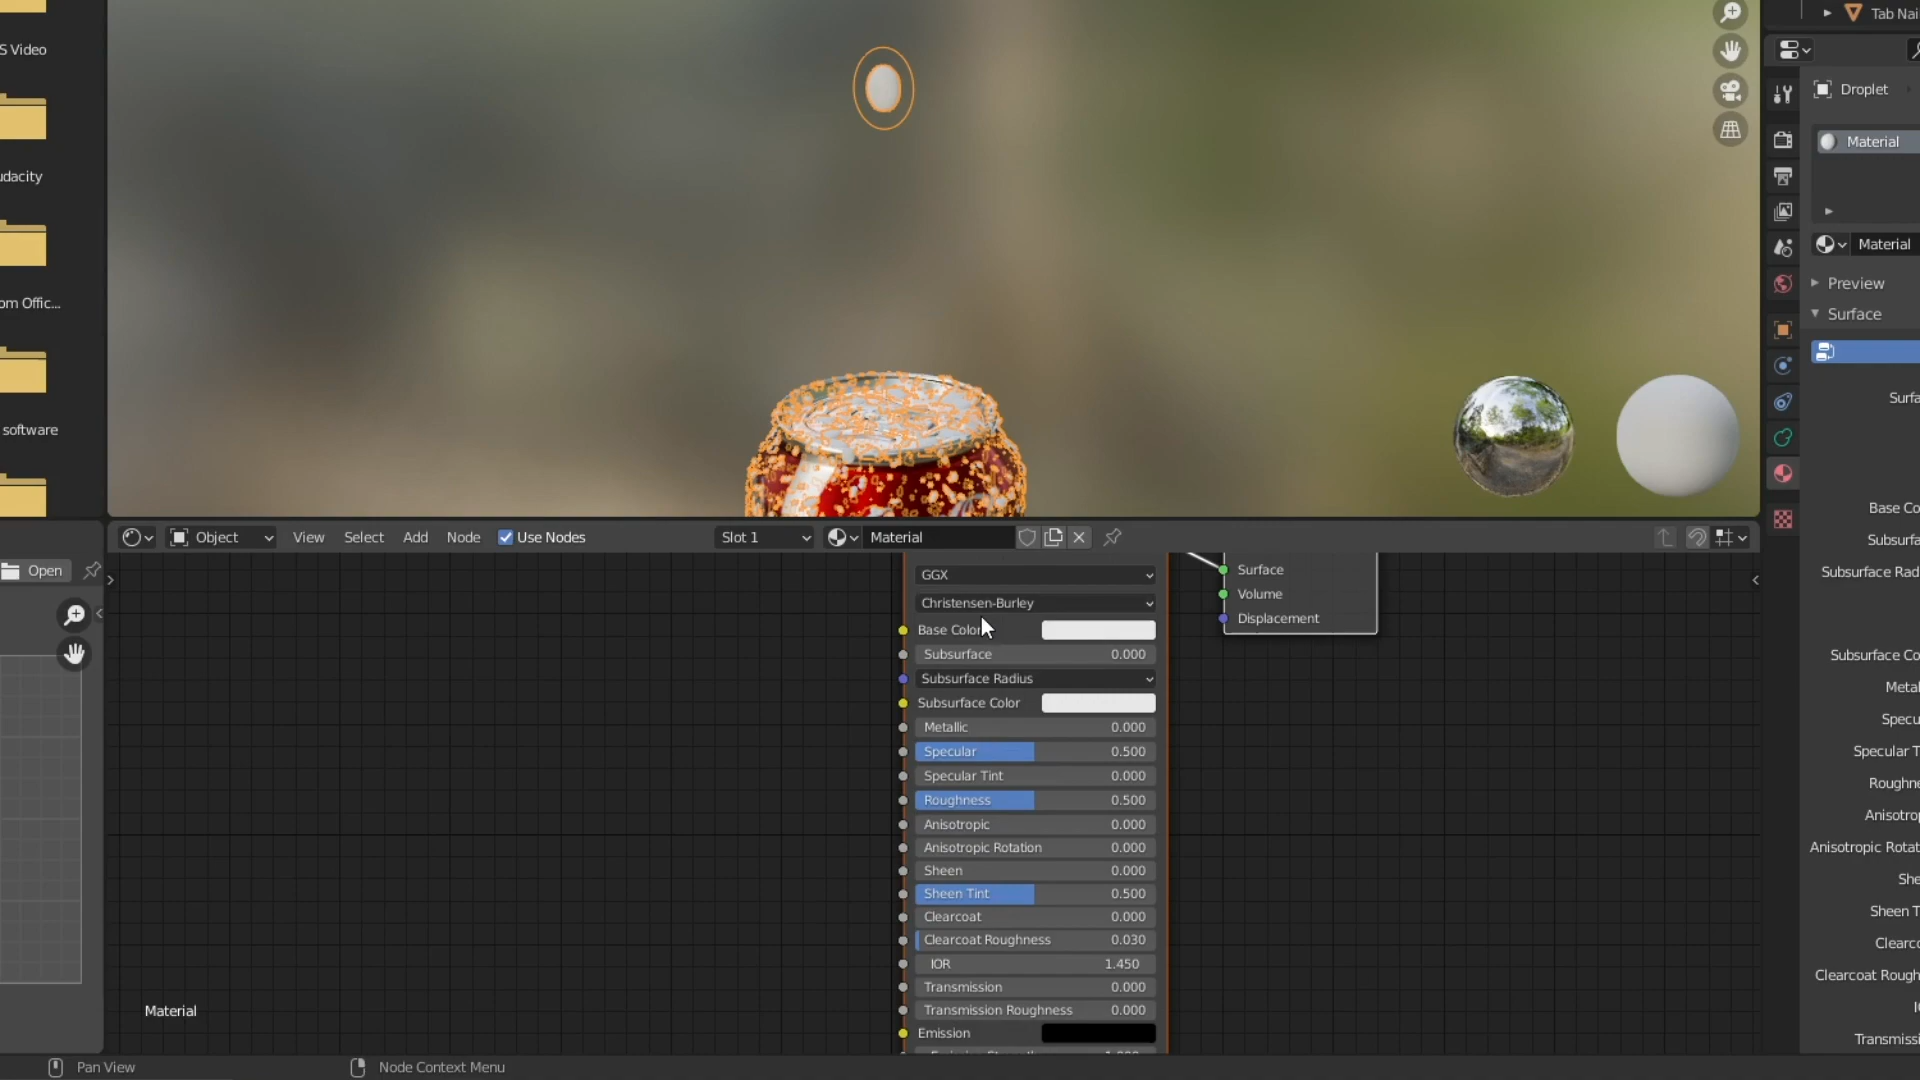 S Video
udacity
om Offic...
software
Tab Nai
Droplet
Material
Material
Preview
Surface
Surfa
Base Co
Subsurfa
Subsurface Rad
Subsurface Co
Metal
Specu
Specular T
Roughne
Anisotrop
Anisotropic Rotat
She
Sheen T
Clearco
Clearcoat Rough
I
Transmissi
Object
View
Select
Add
Node
Use Nodes
Slot 1
Material
Open
GGX
Christensen-Burley
Base Color
Subsurface 0.000
Subsurface Radius
Subsurface Color
Metallic 0.000
Specular 0.500
Specular Tint 0.000
Roughness 0.500
Anisotropic 0.000
Anisotropic Rotation 0.000
Sheen 0.000
Sheen Tint 0.500
Clearcoat 0.000
Clearcoat Roughness 0.030
IOR 1.450
Transmission 0.000
Transmission Roughness 0.000
Emission
Surface
Volume
Displacement
Material
Pan View
Node Context Menu